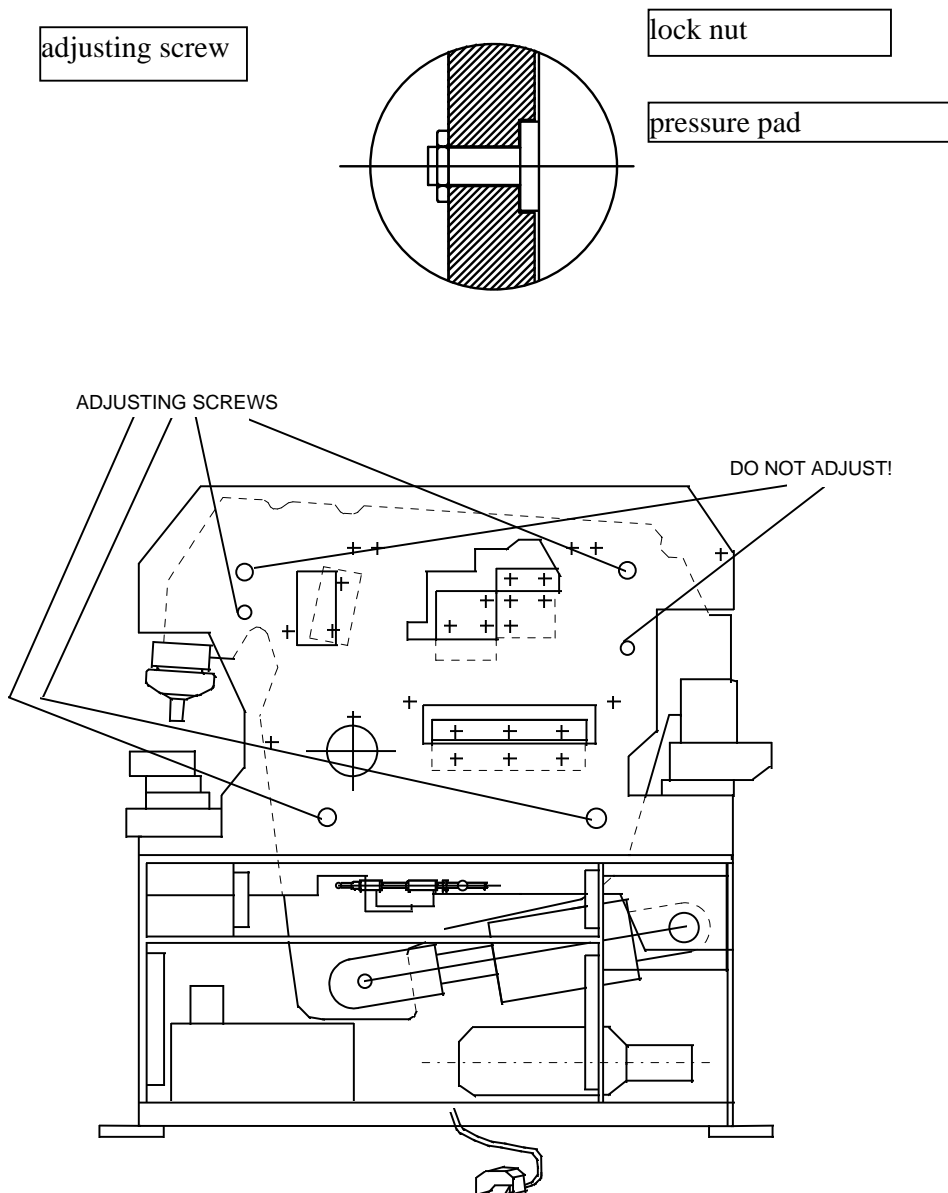 adjusting screw
lock nut
pressure pad
ADJUSTING SCREWS
DO NOT ADJUST!